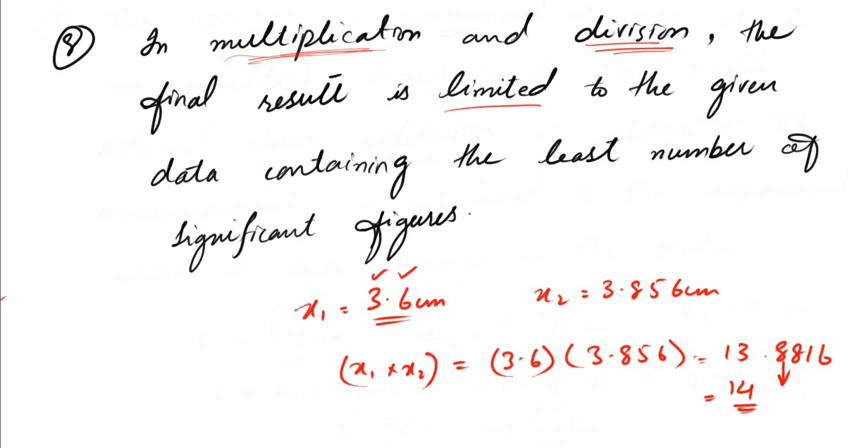 ⑧ In multiplication and division, the
final result is limited to the given
data containing the least number of
significant figures.
x₁ = 3.6cm x₂ = 3.856cm
(x₁ × x₂) = (3.6)(3.856) = 13.8816
= 14